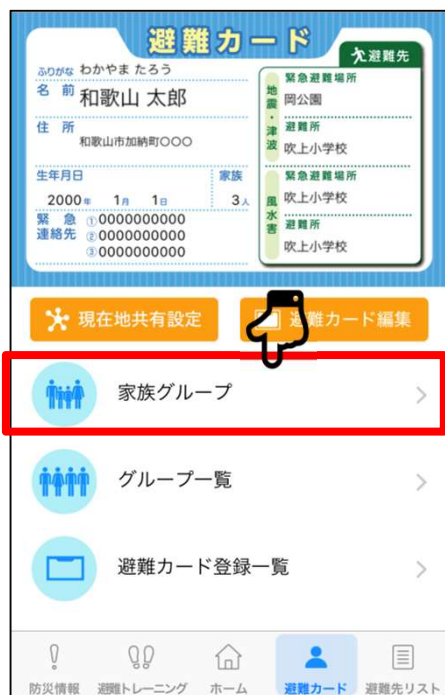 避難カード
避難先
ふりがな わかやま たろう
名 前 和歌山 太郎
住 所
和歌山市加納町〇〇〇
生年月日 家族
2000年 1月 1日 3人
緊 急 ①0000000000
連絡先 ②0000000000
③0000000000
地震・津波
緊急避難場所
岡公園
避難所
吹上小学校
風水害
緊急避難場所
吹上小学校
避難所
吹上小学校
現在地共有設定
避難カード編集
家族グループ
グループ一覧
避難カード登録一覧
防災情報 避難トレーニング ホーム 避難カード 避難先リスト